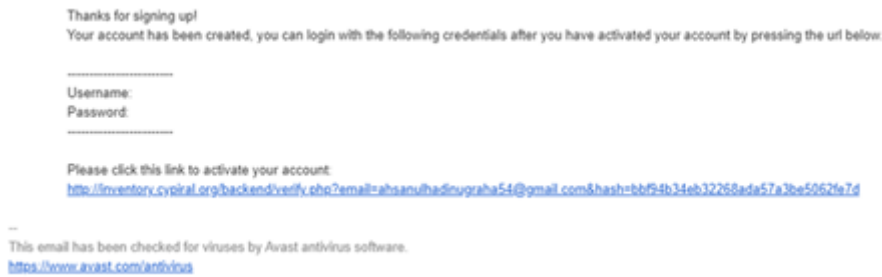 Thanks for signing up!
Your account has been created, you can login with the following credentials after you have activated your account by pressing the url below.
------------------------
Username:
Password:
------------------------
Please click this link to activate your account:
http://inventory.cypiral.org/backend/verify.php?email=ahsanulhadinugraha54@gmail.com&hash=bbf94b34eb32268ada57a3be5062fe7d
--
This email has been checked for viruses by Avast antivirus software.
https://www.avast.com/antivirus